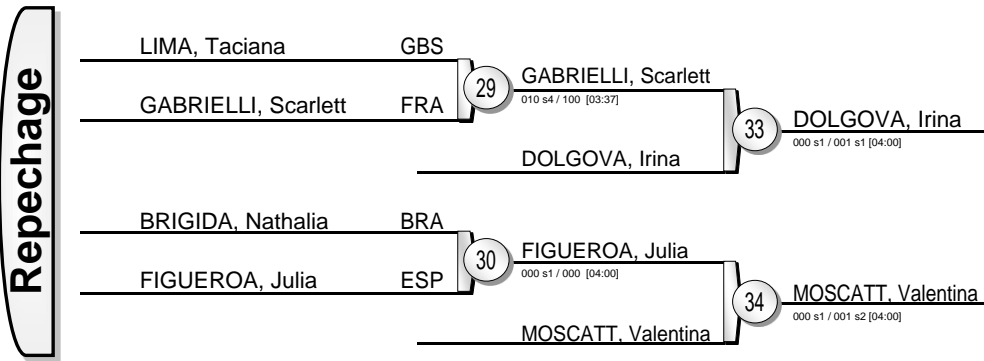 Repechage
LIMA, Taciana GBS
29
GABRIELLI, Scarlett
010 s4 / 100 [03:37]
GABRIELLI, Scarlett FRA
33
DOLGOVA, Irina
000 s1 / 001 s1 [04:00]
DOLGOVA, Irina
BRIGIDA, Nathalia BRA
30
FIGUEROA, Julia
000 s1 / 000 [04:00]
FIGUEROA, Julia ESP
34
MOSCATT, Valentina
000 s1 / 001 s2 [04:00]
MOSCATT, Valentina